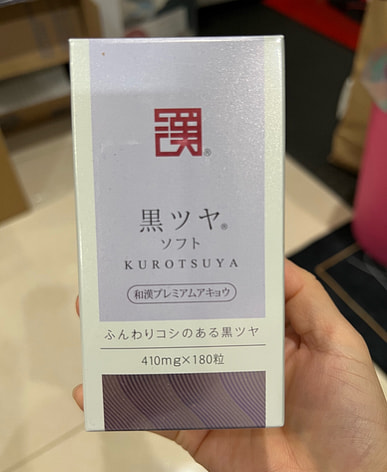 漢®
黒ツヤ®
ソフト
KUROTSUYA
和漢プレミアムアキョウ
ふんわりコシのある黒ツヤ
410mg×180粒